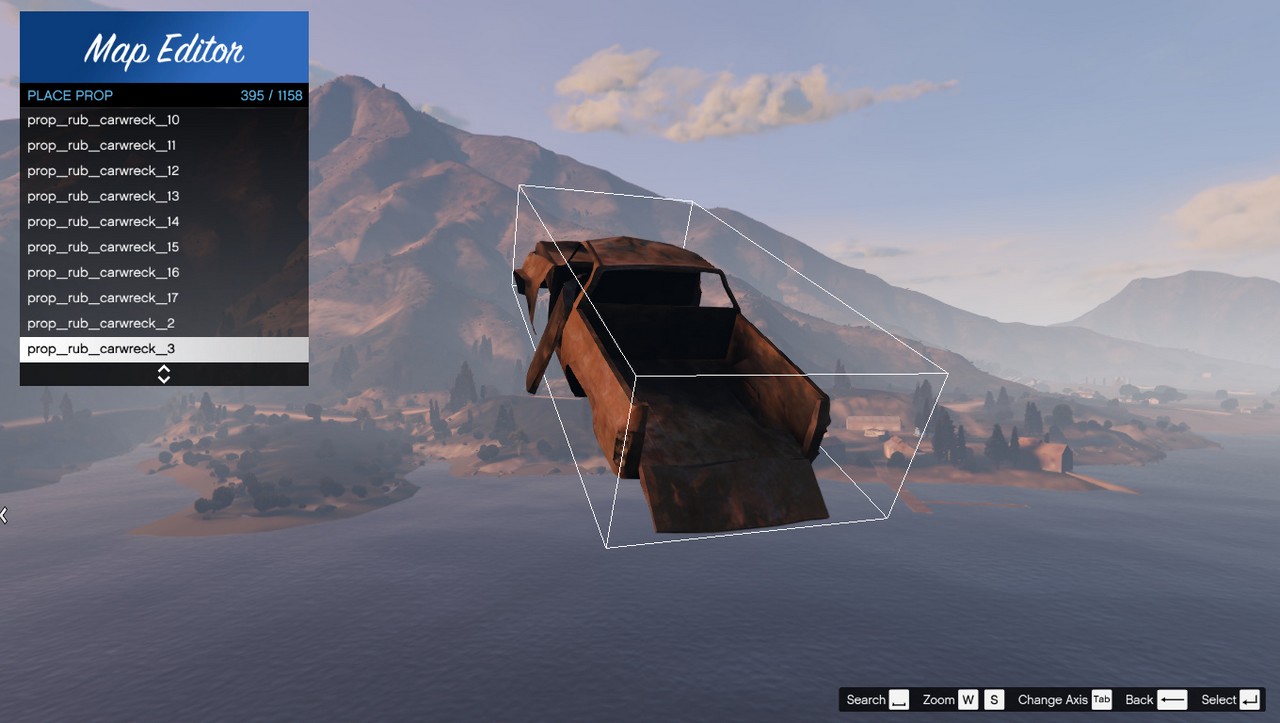 Map Editor
PLACE PROP 395 / 1158
prop__rub__carwreck__10
prop__rub__carwreck__11
prop__rub__carwreck__12
prop__rub__carwreck__13
prop__rub__carwreck__14
prop__rub__carwreck__15
prop__rub__carwreck__16
prop__rub__carwreck__17
prop__rub__carwreck__2
prop__rub__carwreck__3
Search Zoom W S Change Axis Tab Back Select